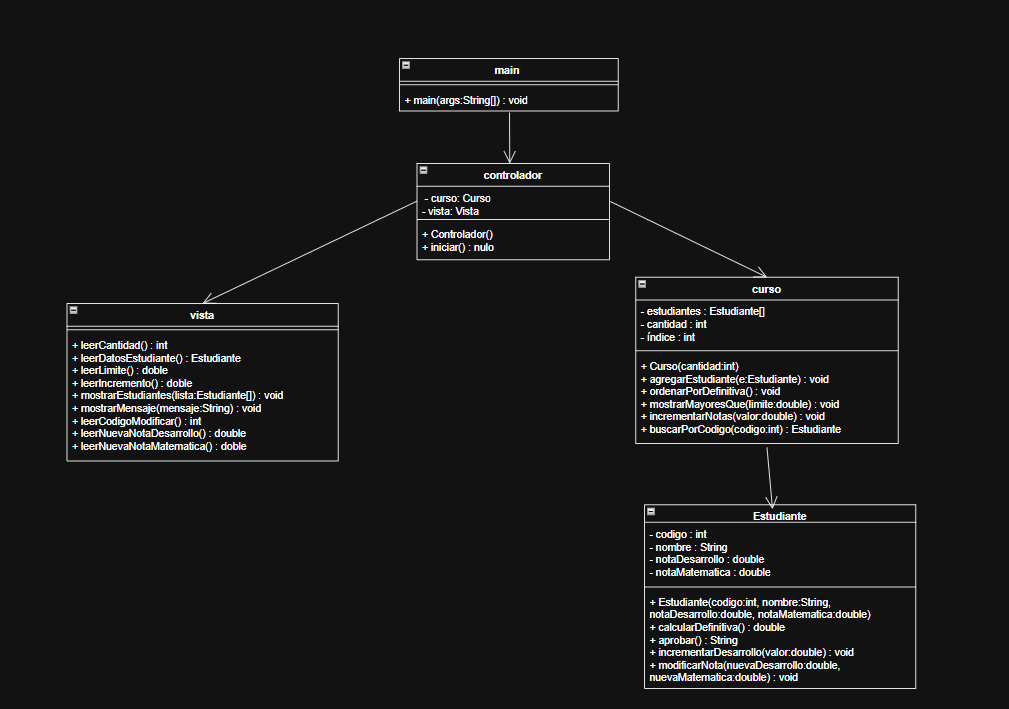 main
+ main(args:String[]) : void
controlador
- curso: Curso
- vista: Vista
+ Controlador()
+ iniciar() : nulo
vista
+ leerCantidad() : int
+ leerDatosEstudiante() : Estudiante
+ leerLimite() : doble
+ leerIncremento() : doble
+ mostrarEstudiantes(lista:Estudiante[]) : void
+ mostrarMensaje(mensaje:String) : void
+ leerCodigoModificar() : int
+ leerNuevaNotaDesarrollo() : double
+ leerNuevaNotaMatematica() : doble
curso
- estudiantes : Estudiante[]
- cantidad : int
- índice : int
+ Curso(cantidad:int)
+ agregarEstudiante(e:Estudiante) : void
+ ordenarPorDefinitiva() : void
+ mostrarMayoresQue(limite:double) : void
+ incrementarNotas(valor:double) : void
+ buscarPorCodigo(codigo:int) : Estudiante
Estudiante
- codigo : int
- nombre : String
- notaDesarrollo : double
- notaMatematica : double
+ Estudiante(codigo:int, nombre:String,
notaDesarrollo:double, notaMatematica:double)
+ calcularDefinitiva() : double
+ aprobar() : String
+ incrementarDesarrollo(valor:double) : void
+ modificarNota(nuevaDesarrollo:double,
nuevaMatematica:double) : void